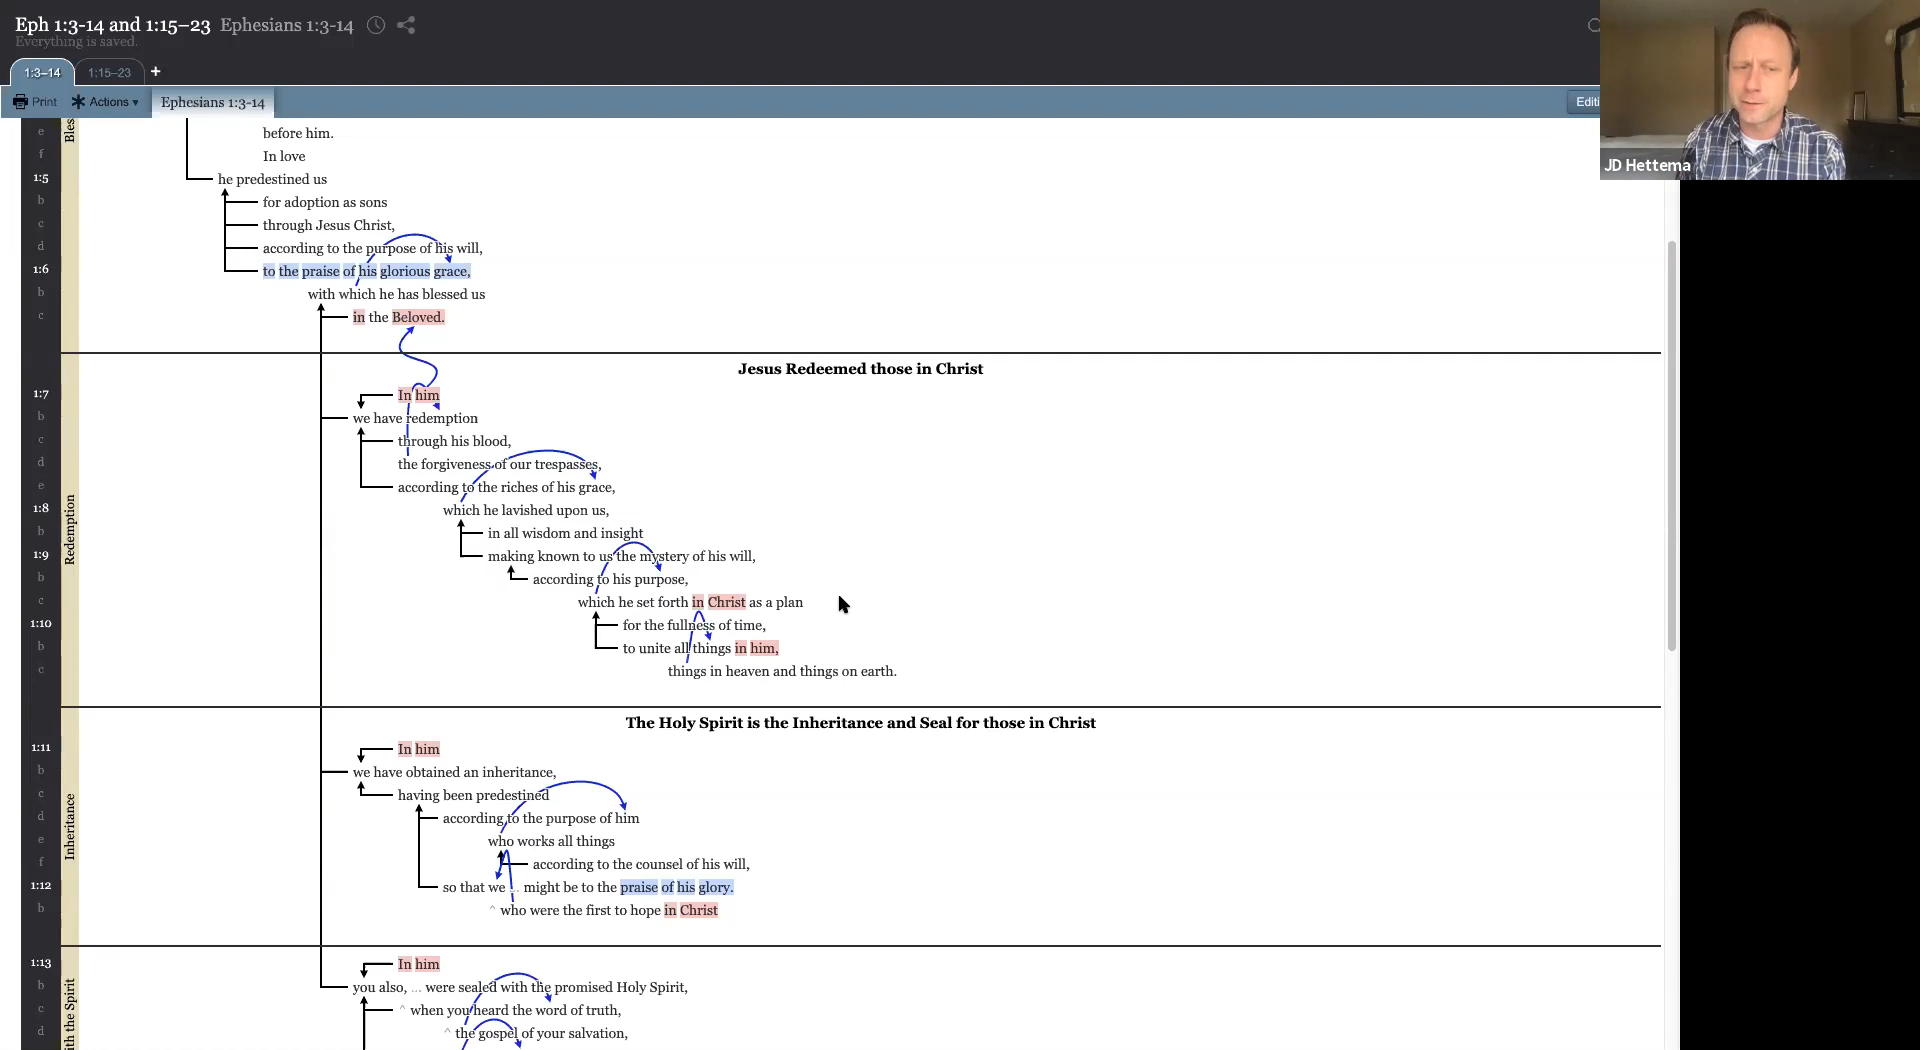 Eph 1:3-14 and 1:15–23 Ephesians 1:3-14
Everything is saved.
1:3–14 1:15–23 +
Print Actions ▾ Ephesians 1:3-14 Editi
JD Hettema
Bles
e before him.
f In love
1:5 he predestined us
b for adoption as sons
c through Jesus Christ,
d according to the purpose of his will,
1:6 to the praise of his glorious grace,
b with which he has blessed us
c in the Beloved.
Jesus Redeemed those in Christ
Redemption
1:7 In him
b we have redemption
c through his blood,
d the forgiveness of our trespasses,
e according to the riches of his grace,
1:8 which he lavished upon us,
b in all wisdom and insight
1:9 making known to us the mystery of his will,
b according to his purpose,
c which he set forth in Christ as a plan
1:10 for the fullness of time,
b to unite all things in him,
c things in heaven and things on earth.
The Holy Spirit is the Inheritance and Seal for those in Christ
Inheritance
1:11 In him
b we have obtained an inheritance,
c having been predestined
d according to the purpose of him
e who works all things
f according to the counsel of his will,
1:12 so that we ... might be to the praise of his glory.
b ^ who were the first to hope in Christ
ith the Spirit
1:13 In him
b you also, ... were sealed with the promised Holy Spirit,
c ^ when you heard the word of truth,
d ^ the gospel of your salvation,